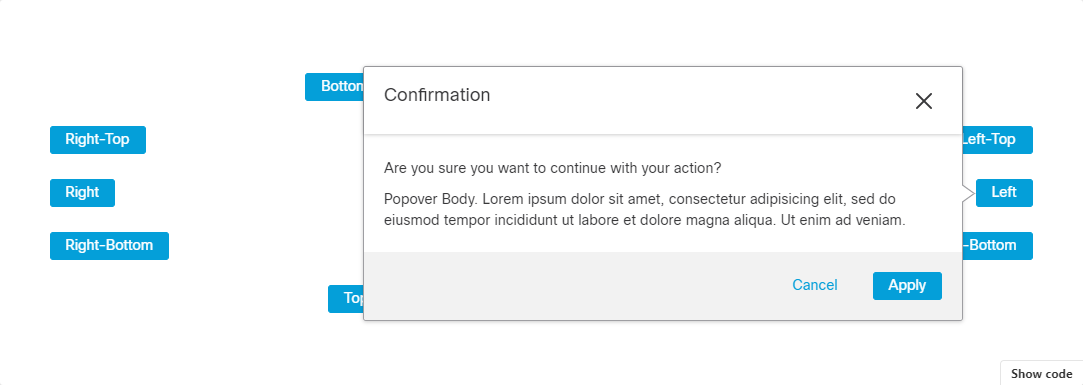 Confirmation
Right-Top
Left-Top
Are you sure you want to continue with your action?
Right
Popover Body. Lorem ipsum dolor sit amet, consectetur adipisicing elit, sed do
Left
eiusmod tempor incididunt ut labore et dolore magna aliqua. Ut enim ad veniam.
Right-Bottom
-Bottom
Cancel
Apply
Show code